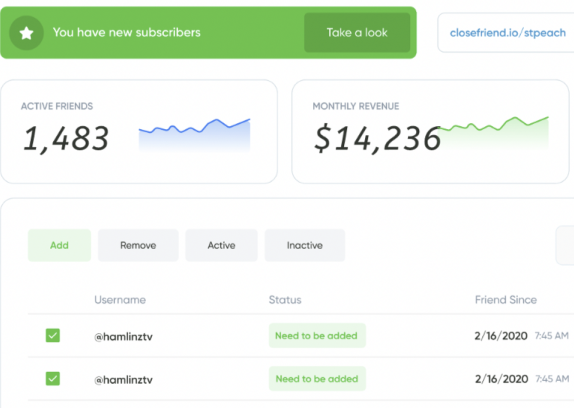 You have new subscribers
Take a look
closefriend.io/stpeach
ACTIVE FRIENDS
1,483
MONTHLY REVENUE
$14,236
Add
Remove
Active
Inactive
Username Status Friend Since
@hamlinztv Need to be added 2/16/2020 7:45 AM
@hamlinztv Need to be added 2/16/2020 7:45 AM